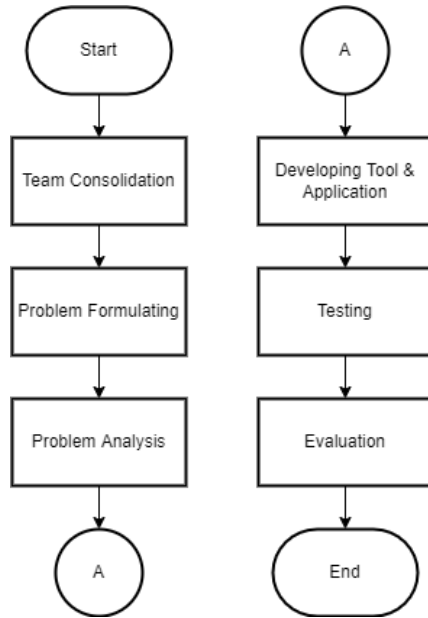 Start
Team Consolidation
Problem Formulating
Problem Analysis
A
A
Developing Tool &
Application
Testing
Evaluation
End